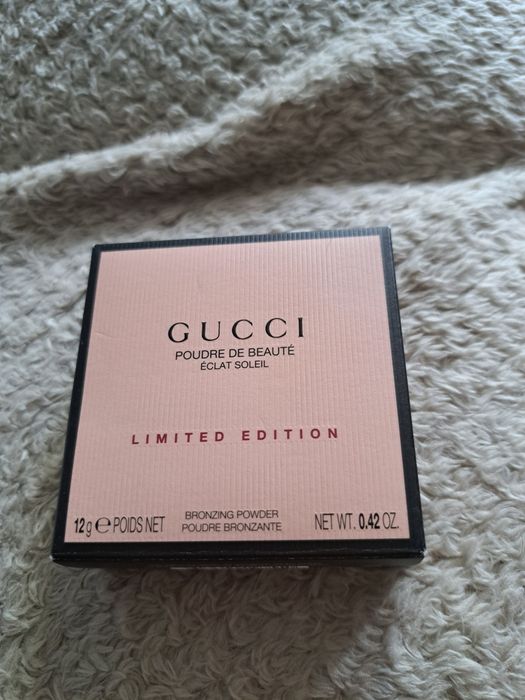 GUCCI
POUDRE DE BEAUTÉ
ÉCLAT SOLEIL
LIMITED EDITION
12g ℮ POIDS NET
BRONZING POWDER
POUDRE BRONZANTE
NET WT. 0.42 OZ.